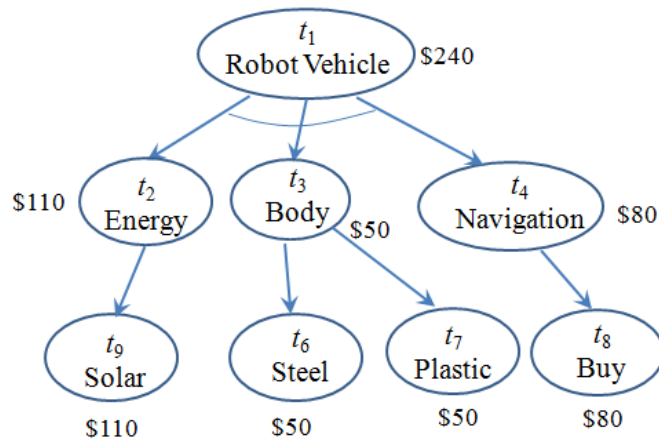 t₁
Robot Vehicle
$240
t₂
Energy
$110
t₃
Body
$50
t₄
Navigation
$80
t₉
Solar
t₆
Steel
t₇
Plastic
t₈
Buy
$110
$50
$50
$80